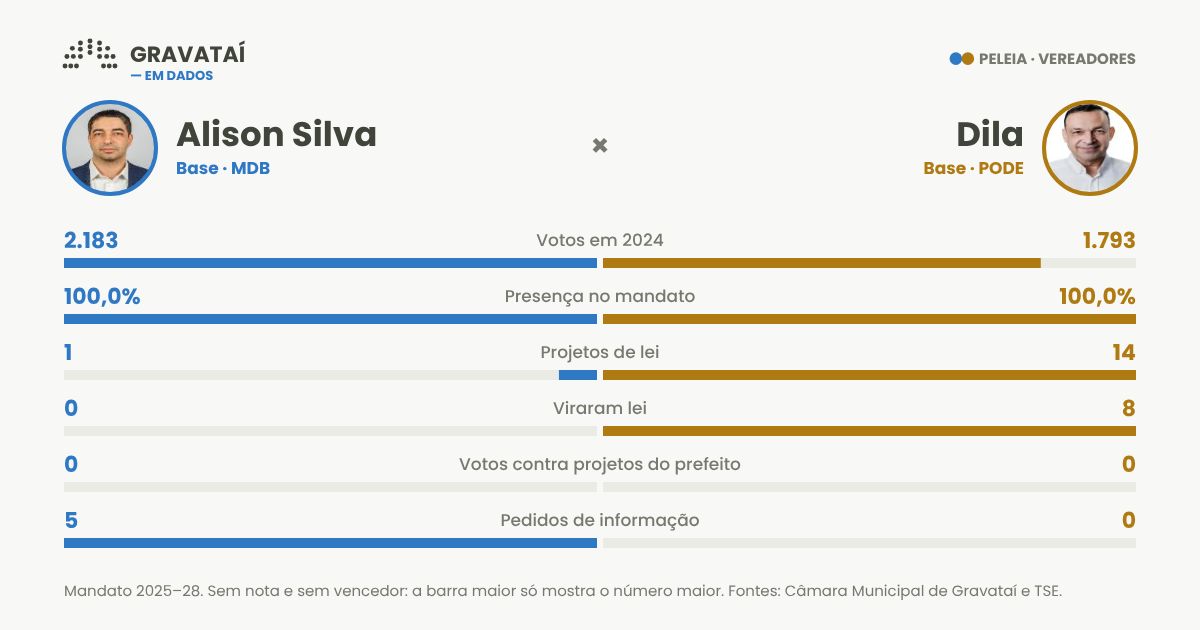 GRAVATAÍ
— EM DADOS
PELEIA · VEREADORES
Alison Silva
Base · MDB
×
Dila
Base · PODE
2.183 Votos em 2024 1.793
100,0% Presença no mandato 100,0%
1 Projetos de lei 14
0 Viraram lei 8
0 Votos contra projetos do prefeito 0
5 Pedidos de informação 0
Mandato 2025–28. Sem nota e sem vencedor: a barra maior só mostra o número maior. Fontes: Câmara Municipal de Gravataí e TSE.